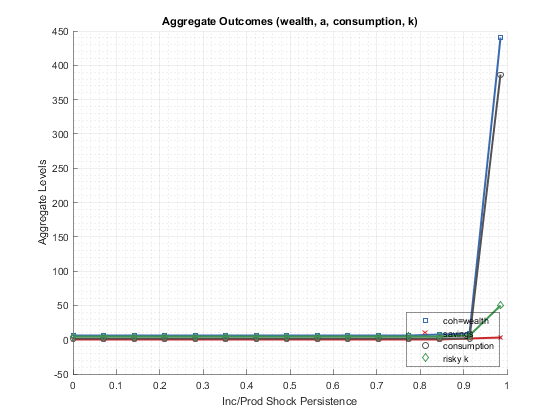 Aggregate Outcomes (wealth, a, consumption, k)
450
400
350
300
250
200
150
100
50
0
-50
Aggregate Levels
coh=wealth
savings
consumption
risky k
0 0.1 0.2 0.3 0.4 0.5 0.6 0.7 0.8 0.9 1
Inc/Prod Shock Persistence